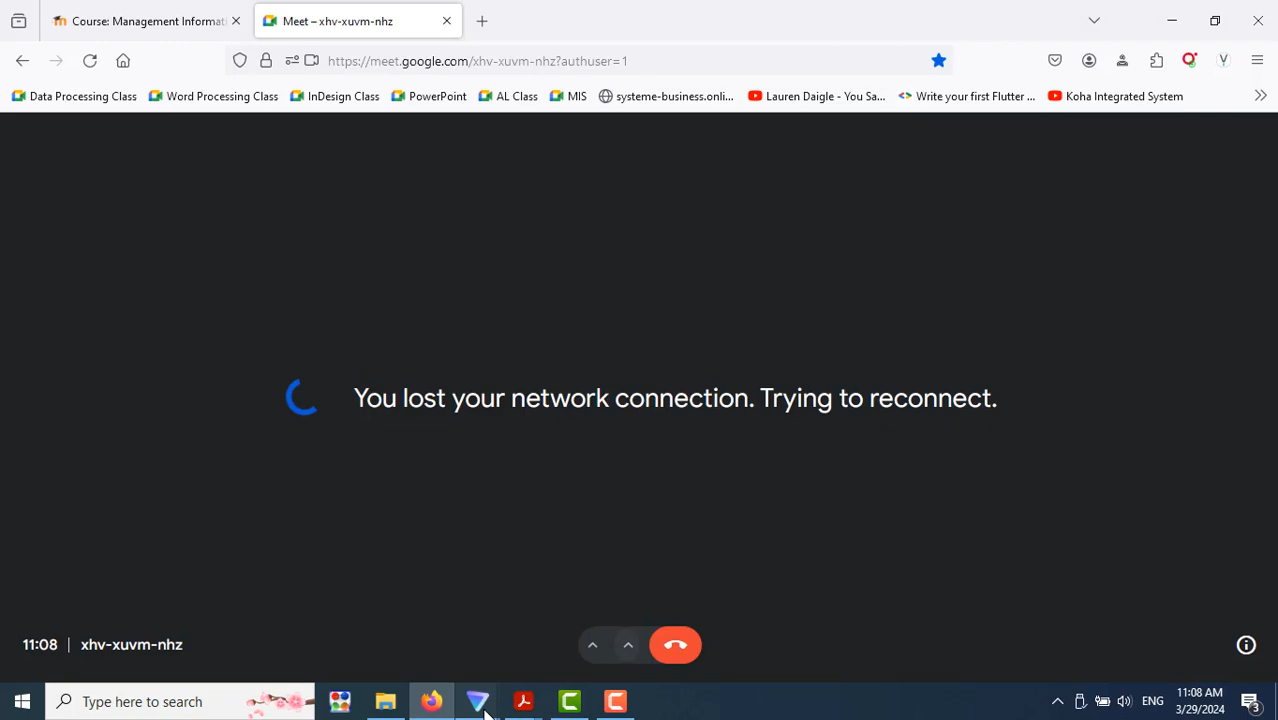 Course: Management Informati
Meet – xhv-xuvm-nhz
https://meet.google.com/xhv-xuvm-nhz?authuser=1
Data Processing Class
Word Processing Class
InDesign Class
PowerPoint
AL Class
MIS
systeme-business.onli...
Lauren Daigle - You Sa...
Write your first Flutter ...
Koha Integrated System
You lost your network connection. Trying to reconnect.
11:08
xhv-xuvm-nhz
Type here to search
ENG
11:08 AM
3/29/2024
3